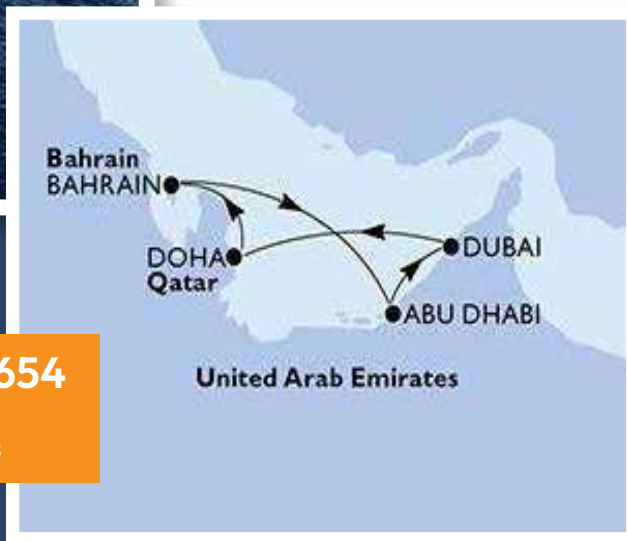 Bahrain
BAHRAIN
DOHA
Qatar
DUBAI
ABU DHABI
United Arab Emirates
654